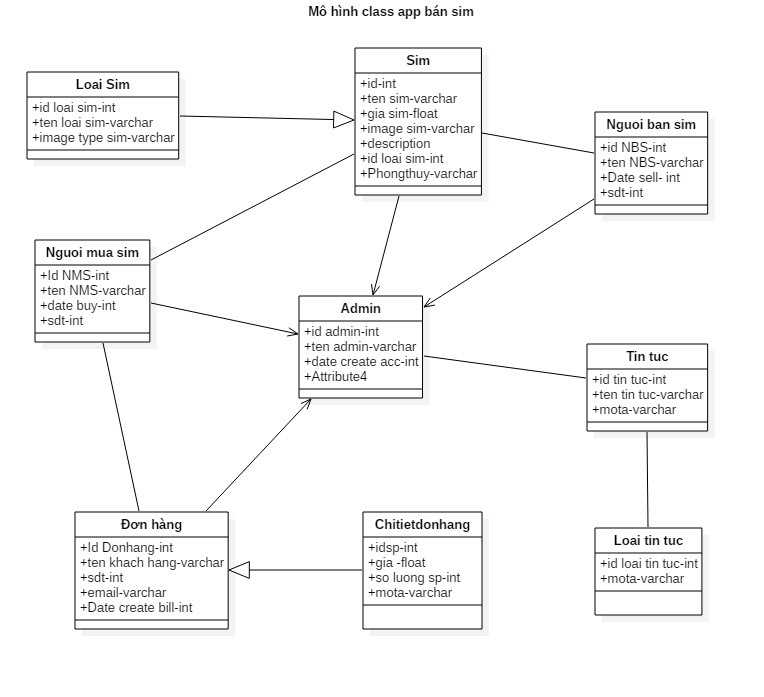 Mô hình class app bán sim
Loai Sim
+id loai sim-int
+ten loai sim-varchar
+image type sim-varchar
Sim
+id-int
+ten sim-varchar
+gia sim-float
+image sim-varchar
+description
+id loai sim-int
+Phongthuy-varchar
Nguoi ban sim
+id NBS-int
+ten NBS-varchar
+Date sell- int
+sdt-int
Nguoi mua sim
+Id NMS-int
+ten NMS-varchar
+date buy-int
+sdt-int
Admin
+id admin-int
+ten admin-varchar
+date create acc-int
+Attribute4
Tin tuc
+id tin tuc-int
+ten tin tuc-varchar
+mota-varchar
Đơn hàng
+Id Donhang-int
+ten khach hang-varchar
+sdt-int
+email-varchar
+Date create bill-int
Chitietdonhang
+idsp-int
+gia -float
+so luong sp-int
+mota-varchar
Loai tin tuc
+id loai tin tuc-int
+mota-varchar